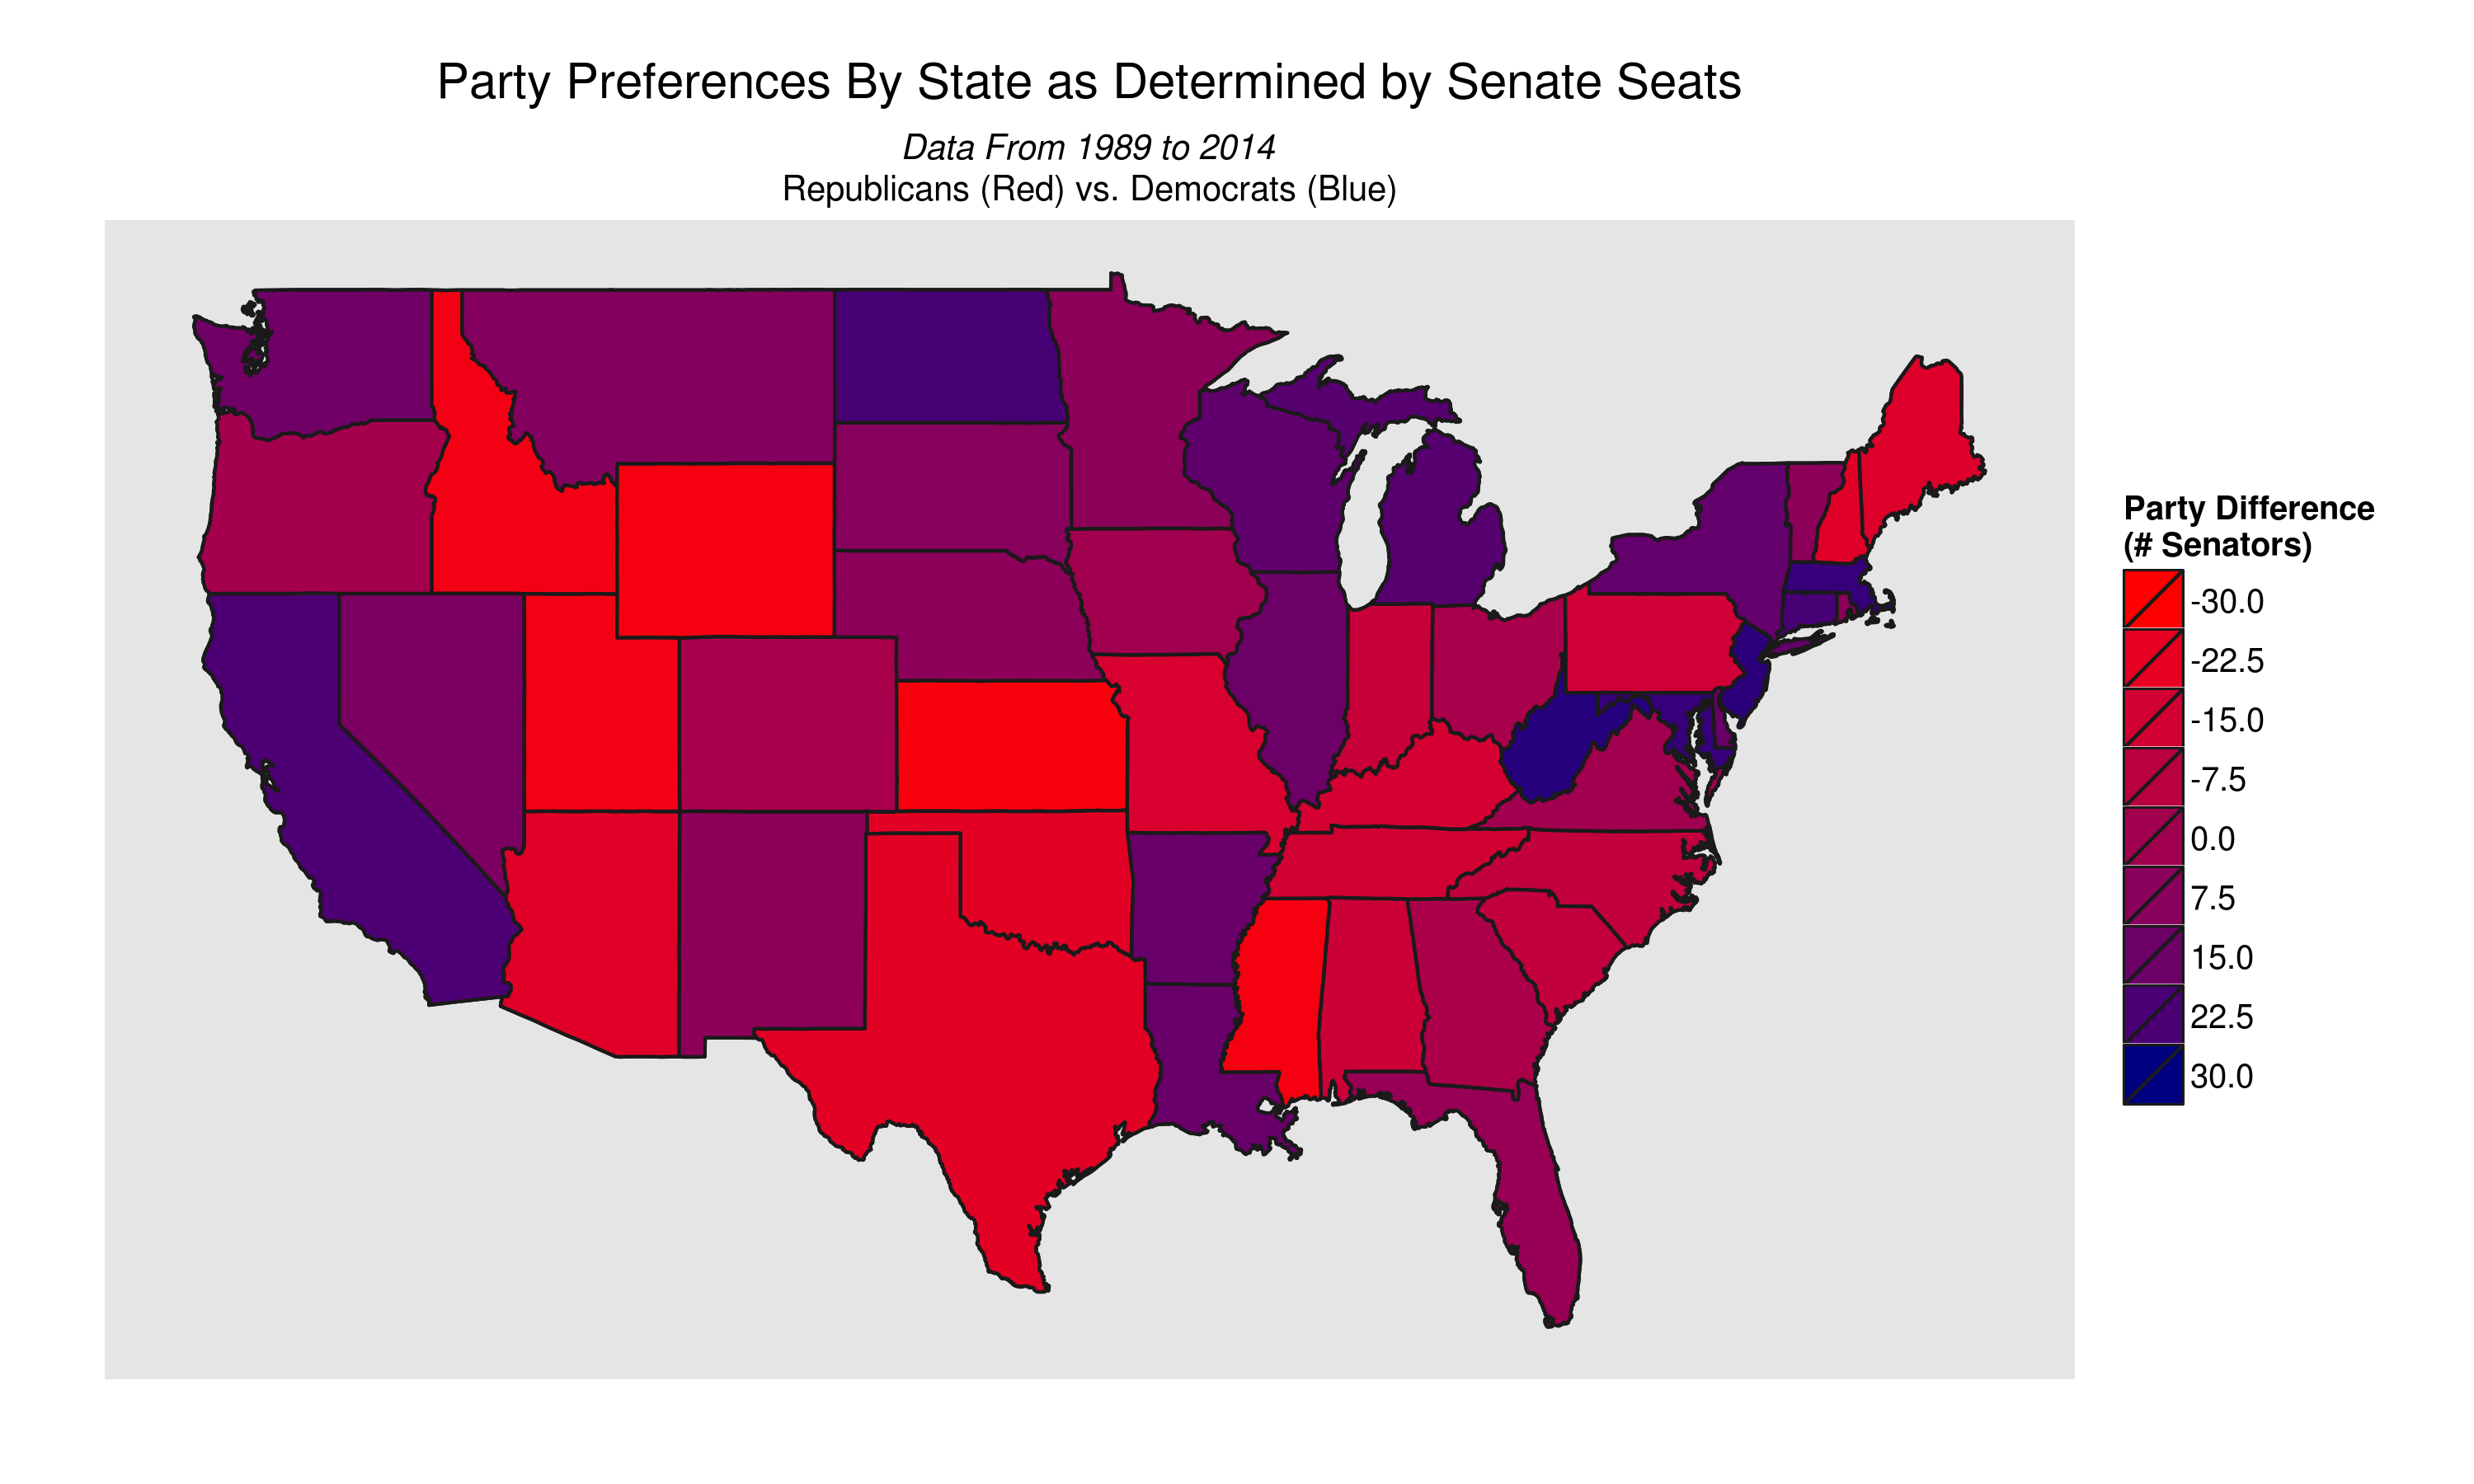 Party Preferences By State as Determined by Senate Seats
Data From 1989 to 2014
Republicans (Red) vs. Democrats (Blue)
Party Difference
(# Senators)
-30.0
-22.5
-15.0
-7.5
0.0
7.5
15.0
22.5
30.0